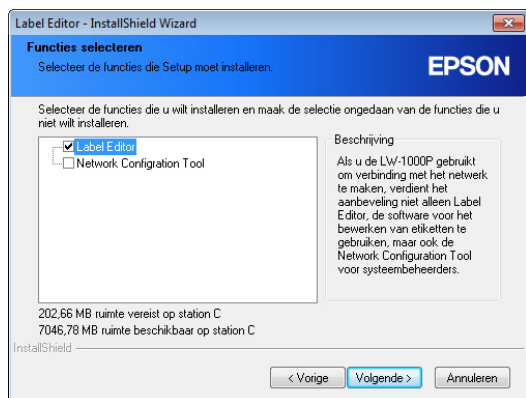 Label Editor - InstallShield Wizard
Functies selecteren
Selecteer de functies die Setup moet installeren.
EPSON
Selecteer de functies die u wilt installeren en maak de selectie ongedaan van de functies die u
niet wilt installeren.
Label Editor
Network Configration Tool
Beschrijving
Als u de LW-1000P gebruikt
om verbinding met het netwerk
te maken, verdient het
aanbeveling niet alleen Label
Editor, de software voor het
bewerken van etiketten te
gebruiken, maar ook de
Network Configuration Tool
voor systeembeheerders.
202,66 MB ruimte vereist op station C
7046,78 MB ruimte beschikbaar op station C
InstallShield
< Vorige
Volgende >
Annuleren